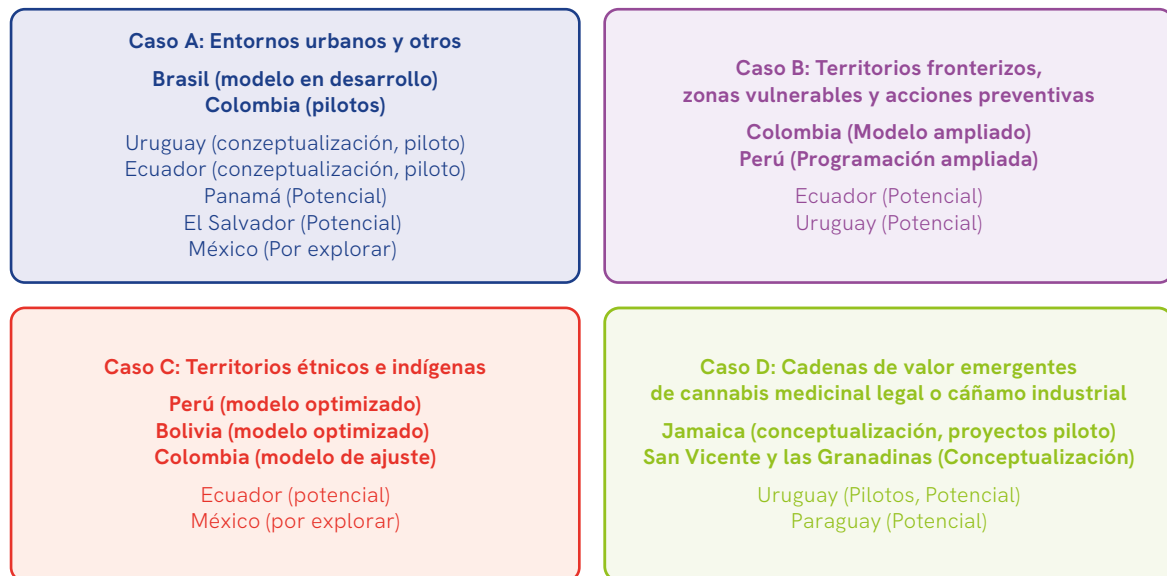 Caso A: Entornos urbanos y otros
Brasil (modelo en desarrollo)
Colombia (pilotos)
Uruguay (conzeptualización, piloto)
Ecuador (conzeptualización, piloto)
Panamá (Potencial)
El Salvador (Potencial)
México (Por explorar)
Caso B: Territorios fronterizos,
zonas vulnerables y acciones preventivas
Colombia (Modelo ampliado)
Perú (Programación ampliada)
Ecuador (Potencial)
Uruguay (Potencial)
Caso C: Territorios étnicos e indígenas
Perú (modelo optimizado)
Bolivia (modelo optimizado)
Colombia (modelo de ajuste)
Ecuador (potencial)
México (por explorar)
Caso D: Cadenas de valor emergentes
de cannabis medicinal legal o cáñamo industrial
Jamaica (conceptualización, proyectos piloto)
San Vicente y las Granadinas (Conceptualización)
Uruguay (Pilotos, Potencial)
Paraguay (Potencial)